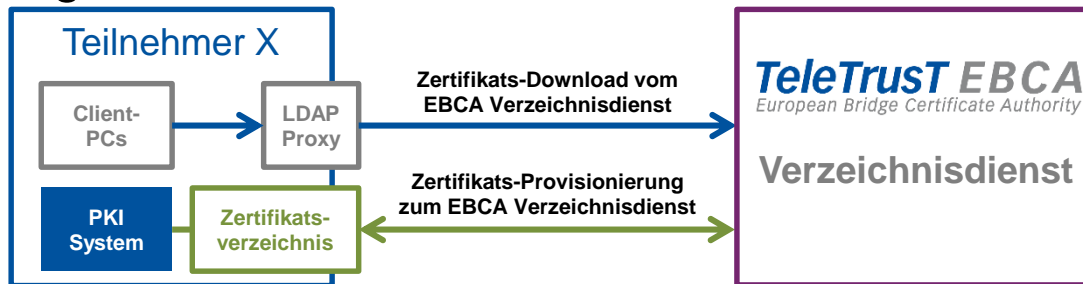 Teilnehmer X
Client-
PCs
LDAP
Proxy
Zertifikats-Download vom
EBCA Verzeichnisdienst
TeleTrusT EBCA
European Bridge Certificate Authority
Verzeichnisdienst
PKI
System
Zertifikats-
verzeichnis
Zertifikats-Provisionierung
zum EBCA Verzeichnisdienst